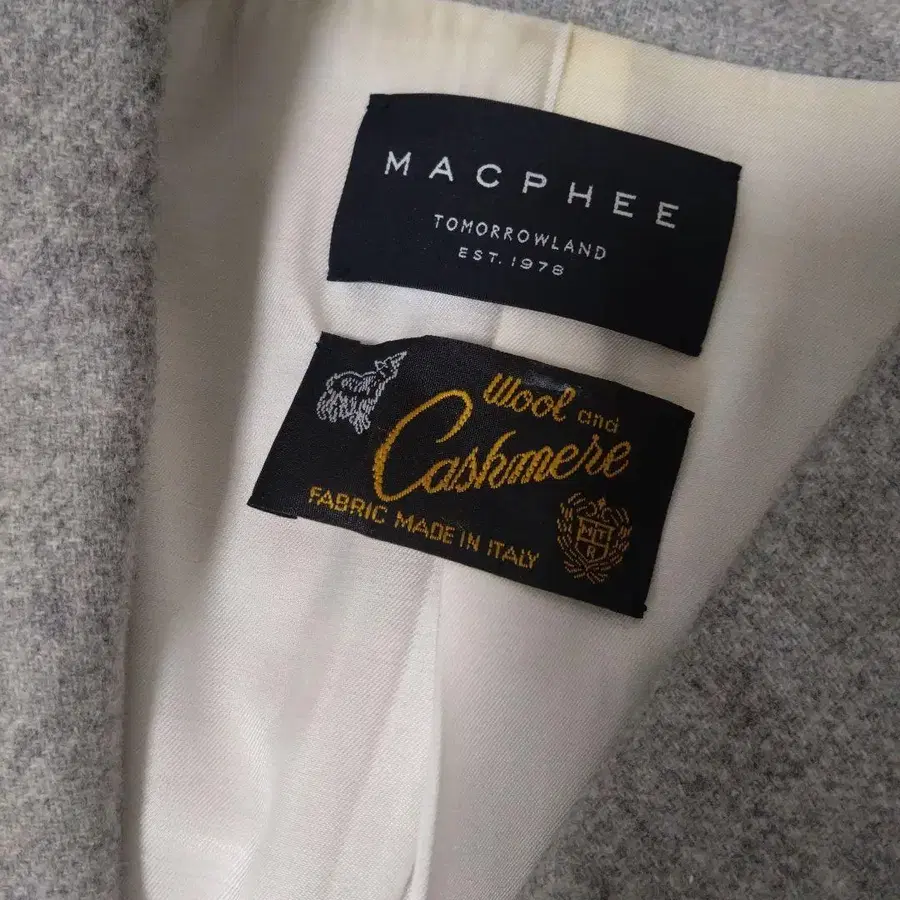 MACPHEE
TOMORROWLAND
EST. 1978
Wool and
Cashmere
FABRIC MADE IN ITALY